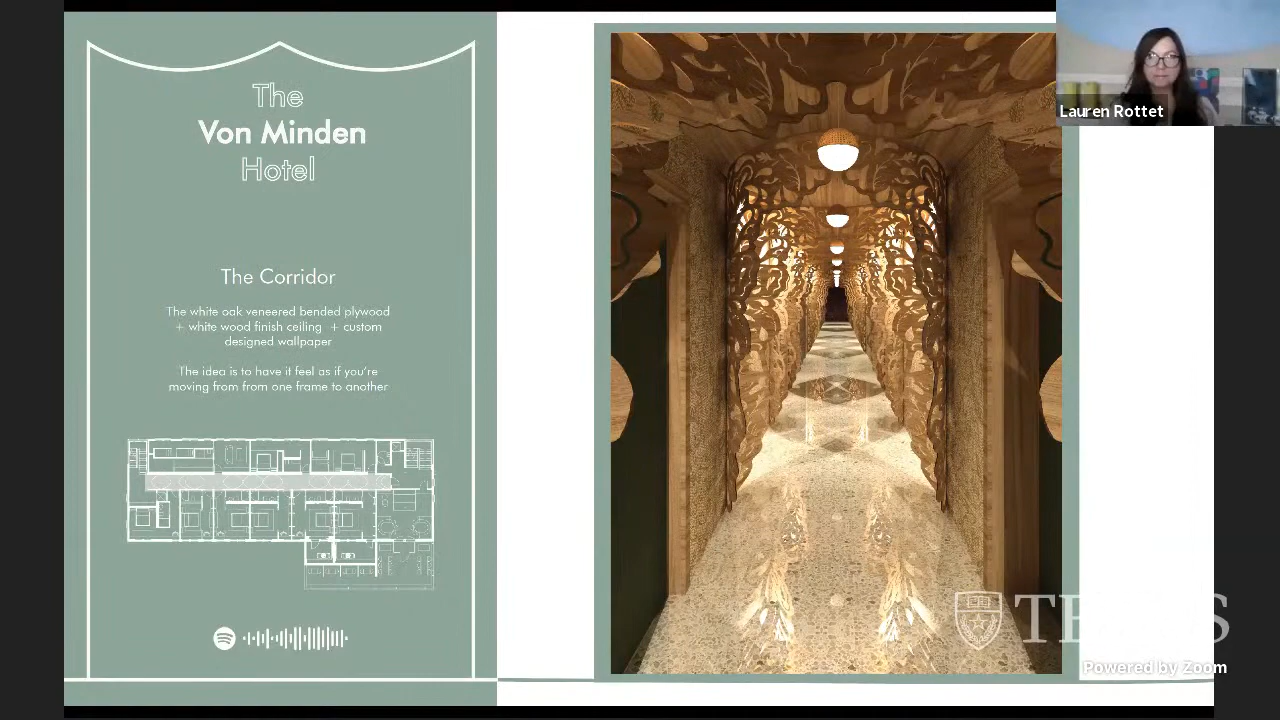 The
Von Minden
Hotel
The Corridor
The white oak veneered bended plywood
+ white wood finish ceiling + custom
designed wallpaper
The idea is to have it feel as if you're
moving from from one frame to another
Lauren Rottet
TEXAS
Powered by Zoom